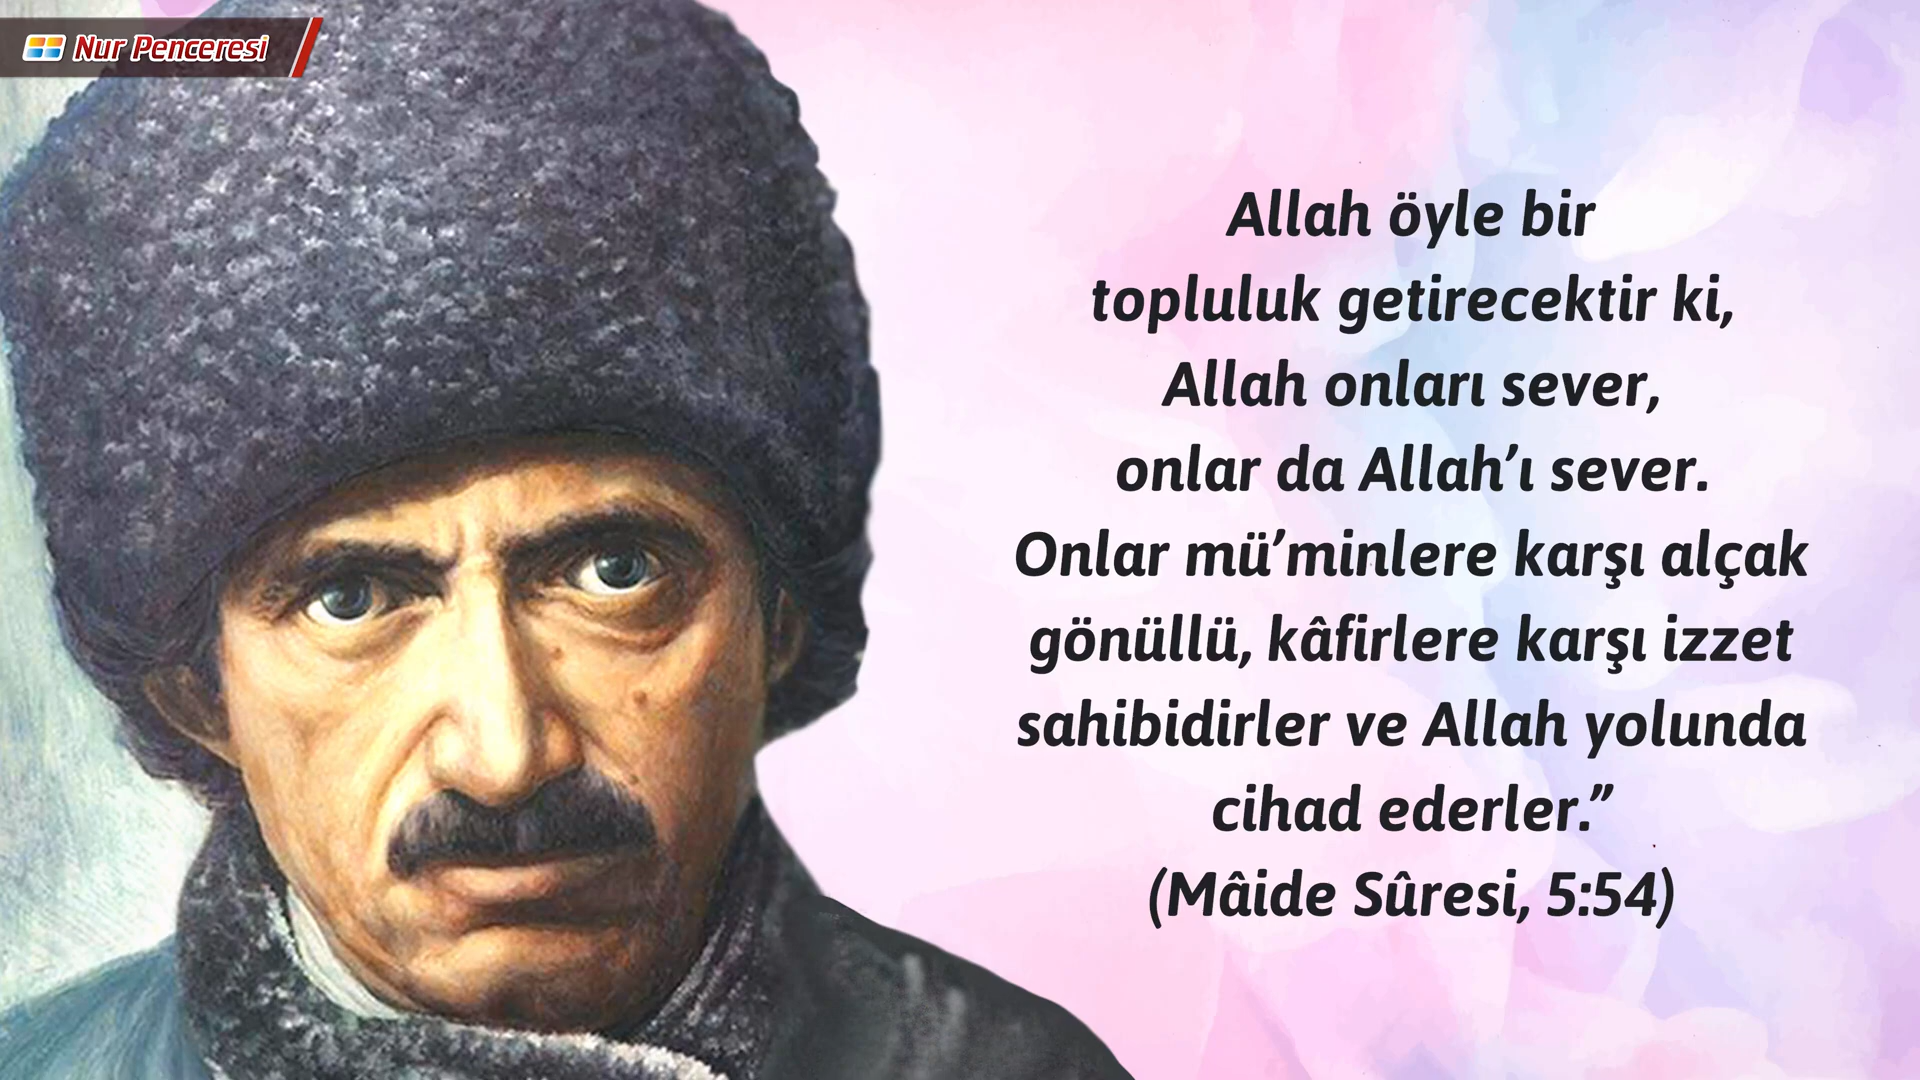 Nur Penceresi
Allah öyle bir
topluluk getirecektir ki,
Allah onları sever,
onlar da Allah’ı sever.
Onlar mü’minlere karşı alçak
gönüllü, kâfirlere karşı izzet
sahibidirler ve Allah yolunda
cihad ederler.”
(Mâide Sûresi, 5:54)